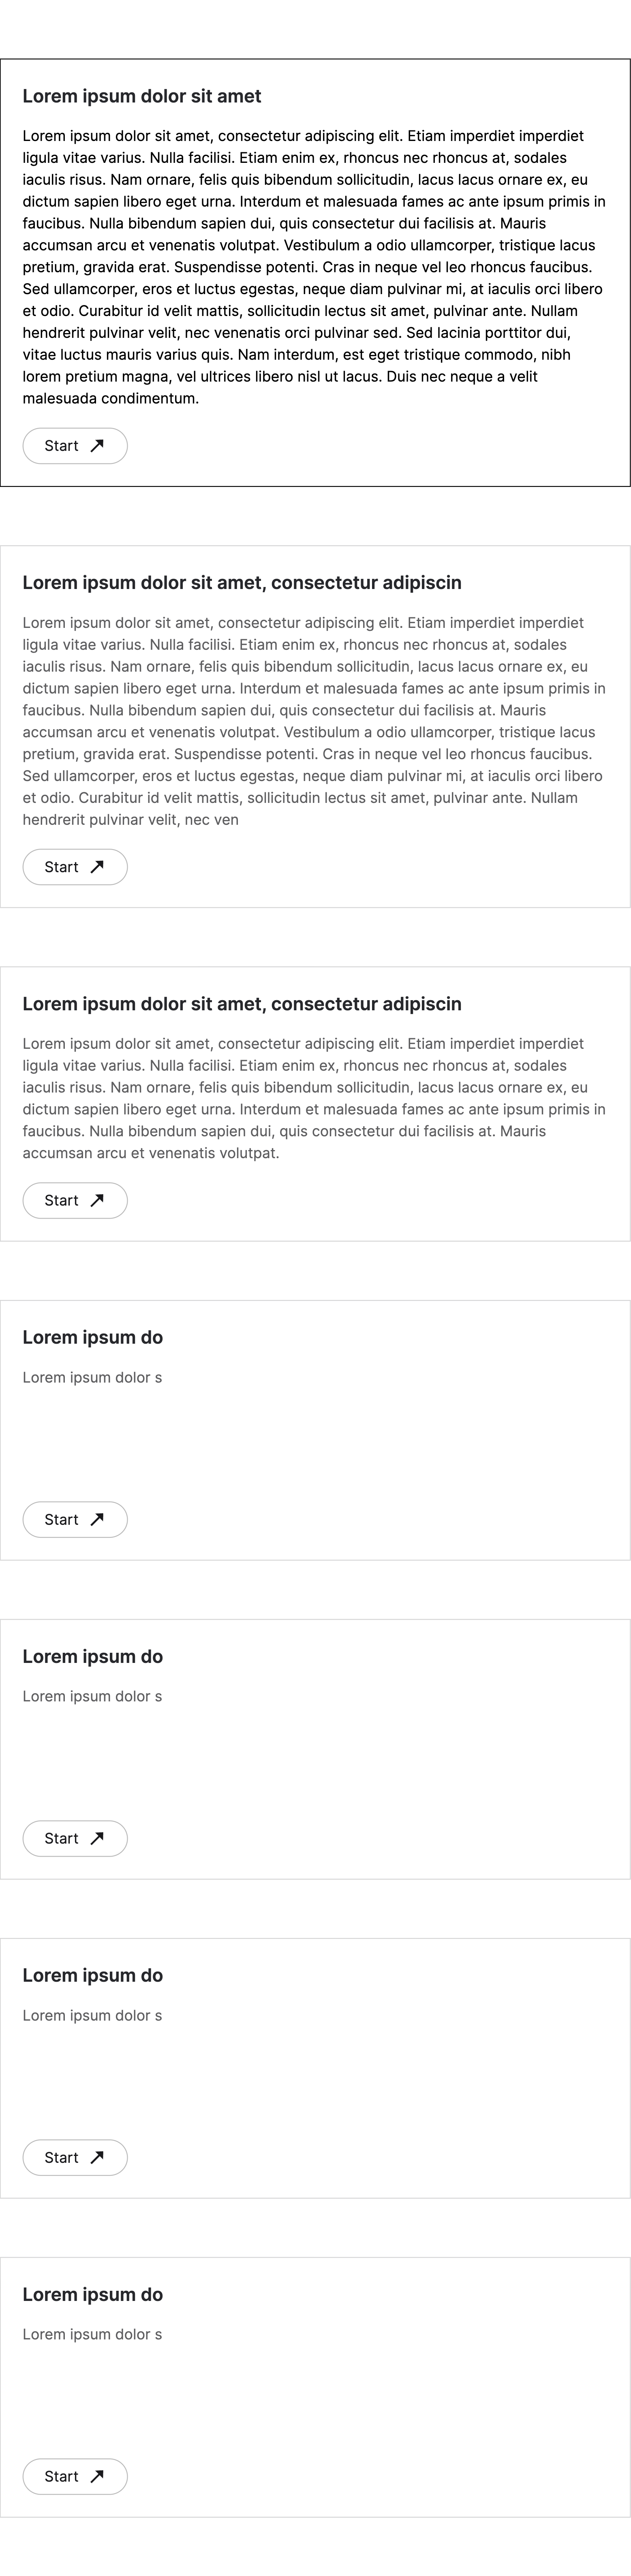 Lorem ipsum dolor sit amet
Lorem ipsum dolor sit amet, consectetur adipiscing elit. Etiam imperdiet imperdiet
ligula vitae varius. Nulla facilisi. Etiam enim ex, rhoncus nec rhoncus at, sodales
iaculis risus. Nam ornare, felis quis bibendum sollicitudin, lacus lacus ornare ex, eu
dictum sapien libero eget urna. Interdum et malesuada fames ac ante ipsum primis in
faucibus. Nulla bibendum sapien dui, quis consectetur dui facilisis at. Mauris
accumsan arcu et venenatis volutpat. Vestibulum a odio ullamcorper, tristique lacus
pretium, gravida erat. Suspendisse potenti. Cras in neque vel leo rhoncus faucibus.
Sed ullamcorper, eros et luctus egestas, neque diam pulvinar mi, at iaculis orci libero
et odio. Curabitur id velit mattis, sollicitudin lectus sit amet, pulvinar ante. Nullam
hendrerit pulvinar velit, nec venenatis orci pulvinar sed. Sed lacinia porttitor dui,
vitae luctus mauris varius quis. Nam interdum, est eget tristique commodo, nibh
lorem pretium magna, vel ultrices libero nisl ut lacus. Duis nec neque a velit
malesuada condimentum.
Start
Lorem ipsum dolor sit amet, consectetur adipiscin
Lorem ipsum dolor sit amet, consectetur adipiscing elit. Etiam imperdiet imperdiet
ligula vitae varius. Nulla facilisi. Etiam enim ex, rhoncus nec rhoncus at, sodales
iaculis risus. Nam ornare, felis quis bibendum sollicitudin, lacus lacus ornare ex, eu
dictum sapien libero eget urna. Interdum et malesuada fames ac ante ipsum primis in
faucibus. Nulla bibendum sapien dui, quis consectetur dui facilisis at. Mauris
accumsan arcu et venenatis volutpat. Vestibulum a odio ullamcorper, tristique lacus
pretium, gravida erat. Suspendisse potenti. Cras in neque vel leo rhoncus faucibus.
Sed ullamcorper, eros et luctus egestas, neque diam pulvinar mi, at iaculis orci libero
et odio. Curabitur id velit mattis, sollicitudin lectus sit amet, pulvinar ante. Nullam
hendrerit pulvinar velit, nec ven
Start
Lorem ipsum dolor sit amet, consectetur adipiscin
Lorem ipsum dolor sit amet, consectetur adipiscing elit. Etiam imperdiet imperdiet
ligula vitae varius. Nulla facilisi. Etiam enim ex, rhoncus nec rhoncus at, sodales
iaculis risus. Nam ornare, felis quis bibendum sollicitudin, lacus lacus ornare ex, eu
dictum sapien libero eget urna. Interdum et malesuada fames ac ante ipsum primis in
faucibus. Nulla bibendum sapien dui, quis consectetur dui facilisis at. Mauris
accumsan arcu et venenatis volutpat.
Start
Lorem ipsum do
Lorem ipsum dolor s
Start
Lorem ipsum do
Lorem ipsum dolor s
Start
Lorem ipsum do
Lorem ipsum dolor s
Start
Lorem ipsum do
Lorem ipsum dolor s
Start